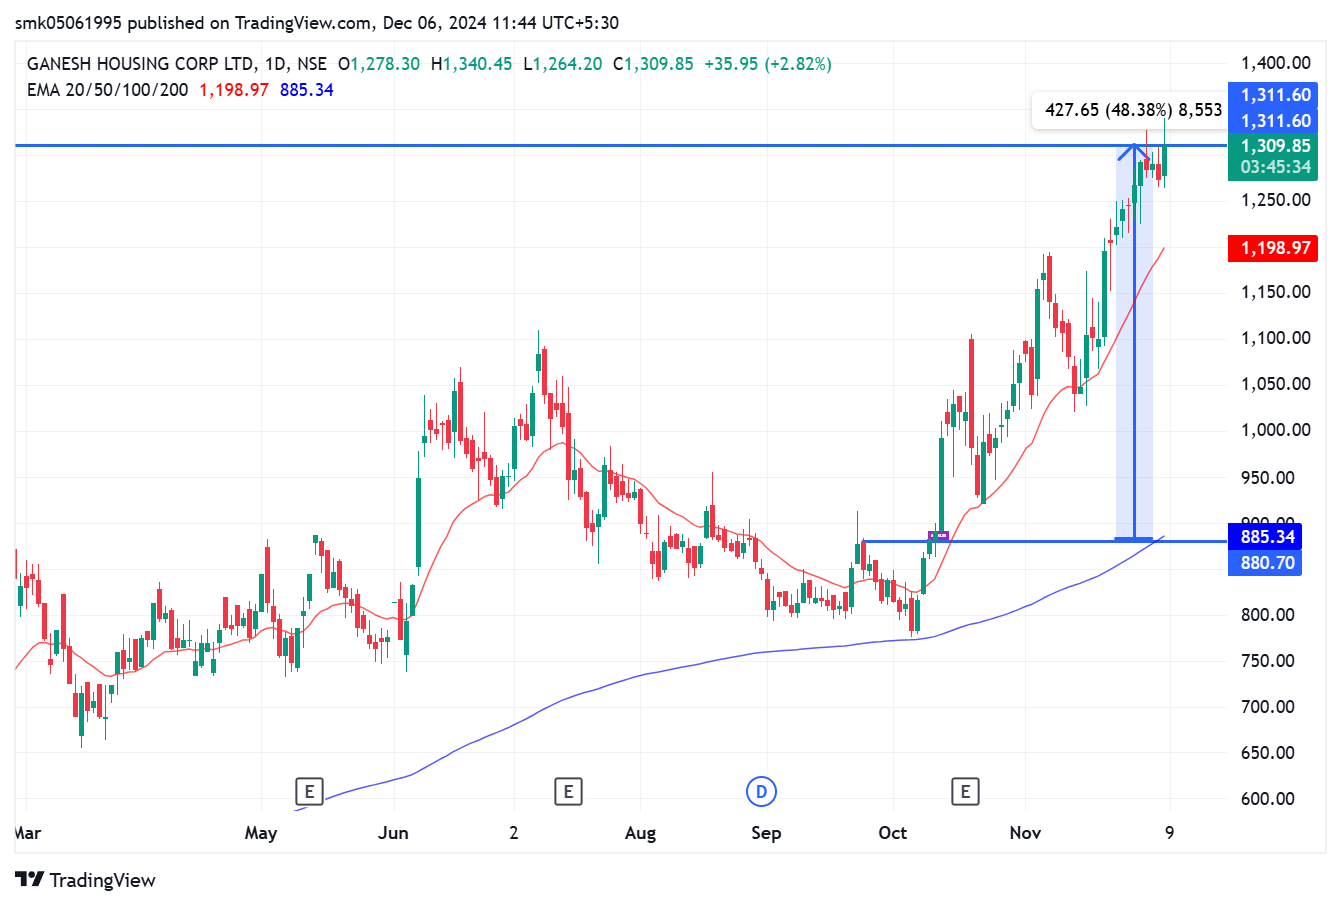 smk05061995 published on TradingView.com, Dec 06, 2024 11:44 UTC+5:30
GANESH HOUSING CORP LTD, 1D, NSE O1,278.30 H1,340.45 L1,264.20 C1,309.85 +35.95 (+2.82%)
EMA 20/50/100/200 1,198.97 885.34
427.65 (48.38%) 8,553
1,400.00
1,311.60
1,311.60
1,309.85
03:45:34
1,250.00
1,198.97
1,150.00
1,100.00
1,050.00
1,000.00
950.00
900.00
885.34
880.70
800.00
750.00
700.00
650.00
600.00
E E D E
Mar May Jun 2 Aug Sep Oct Nov 9
TradingView